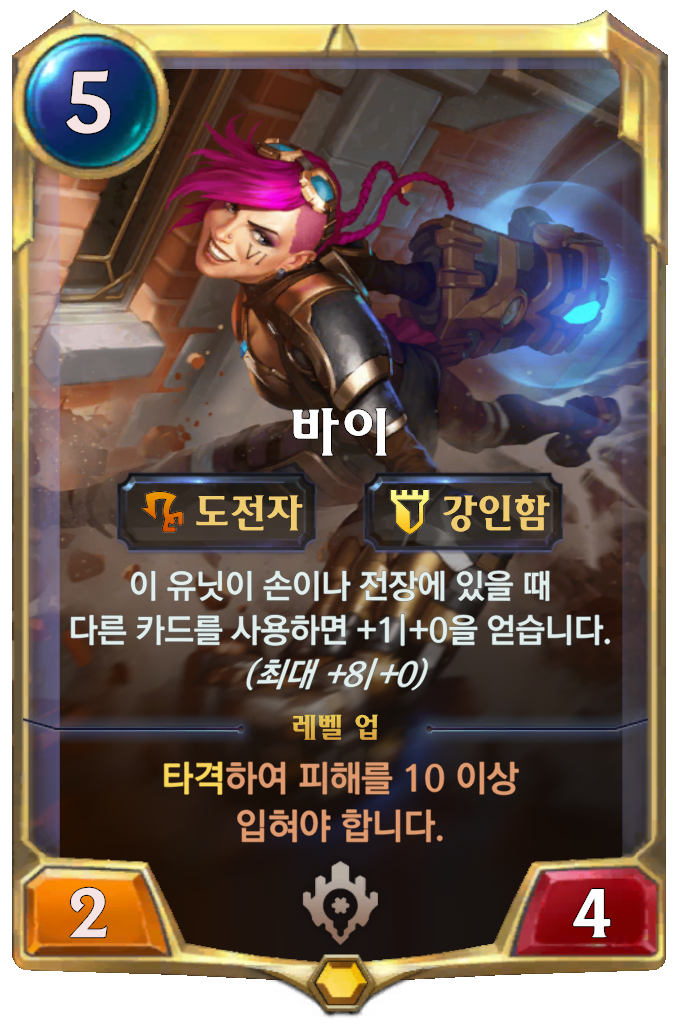 5
VI
바이
도전자 강인함
이 유닛이 손이나 전장에 있을 때
다른 카드를 사용하면 +1|+0을 얻습니다.
(최대 +8|+0)
레벨 업
타격하여 피해를 10 이상
입혀야 합니다.
2 4